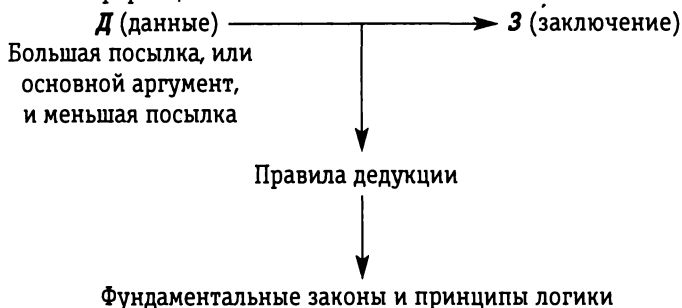 Д (данные) З (заключение)
Большая посылка, или
основной аргумент,
и меньшая посылка
Правила дедукции
Фундаментальные законы и принципы логики